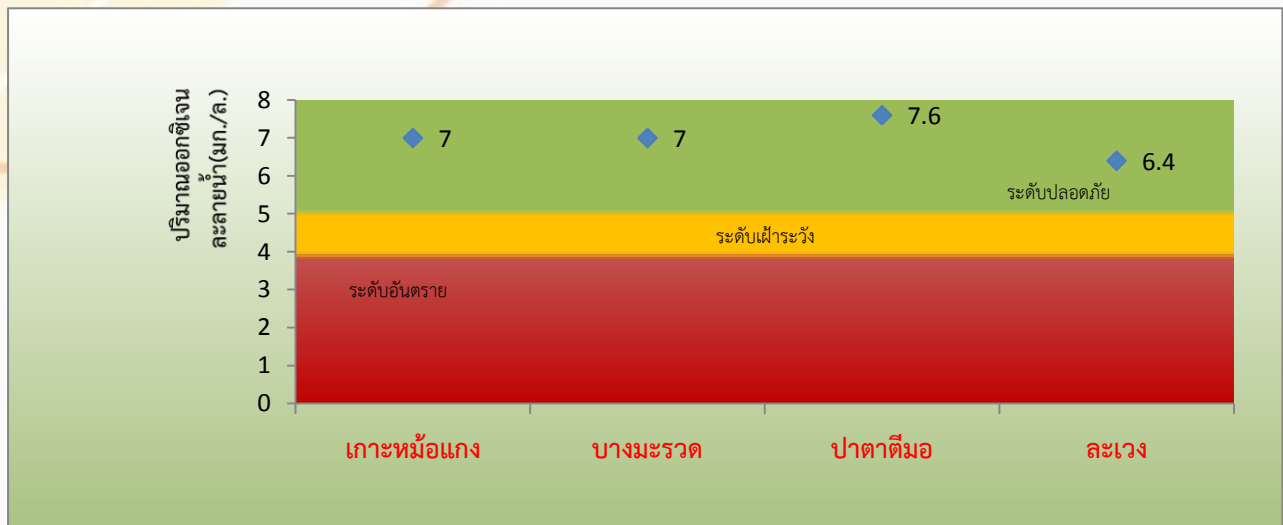 ปริมาณออกซิเจน
ละลายน้ำ(มก./ล.)
8
7
6
5
4
3
2
1
0
7
7
7.6
6.4
ระดับปลอดภัย
ระดับเฝ้าระวัง
ระดับอันตราย
เกาะหม้อแกง
บางมะรวด
ปาตาตีมอ
ละเวง